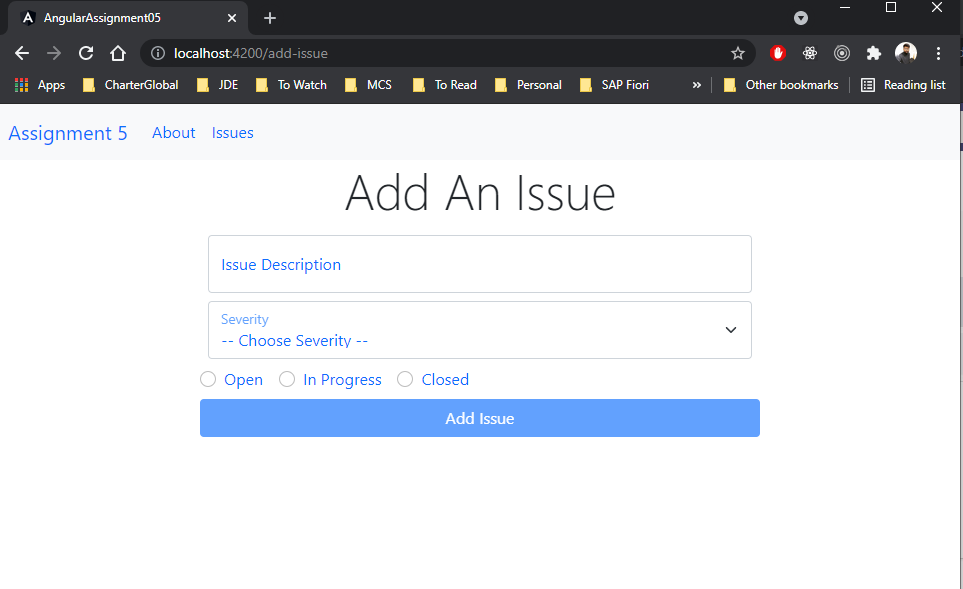 AngularAssignment05
localhost:4200/add-issue
Apps CharterGlobal JDE To Watch MCS To Read Personal SAP Fiori » Other bookmarks Reading list
Assignment 5 About Issues
Add An Issue
Issue Description
Severity
-- Choose Severity --
Open In Progress Closed
Add Issue